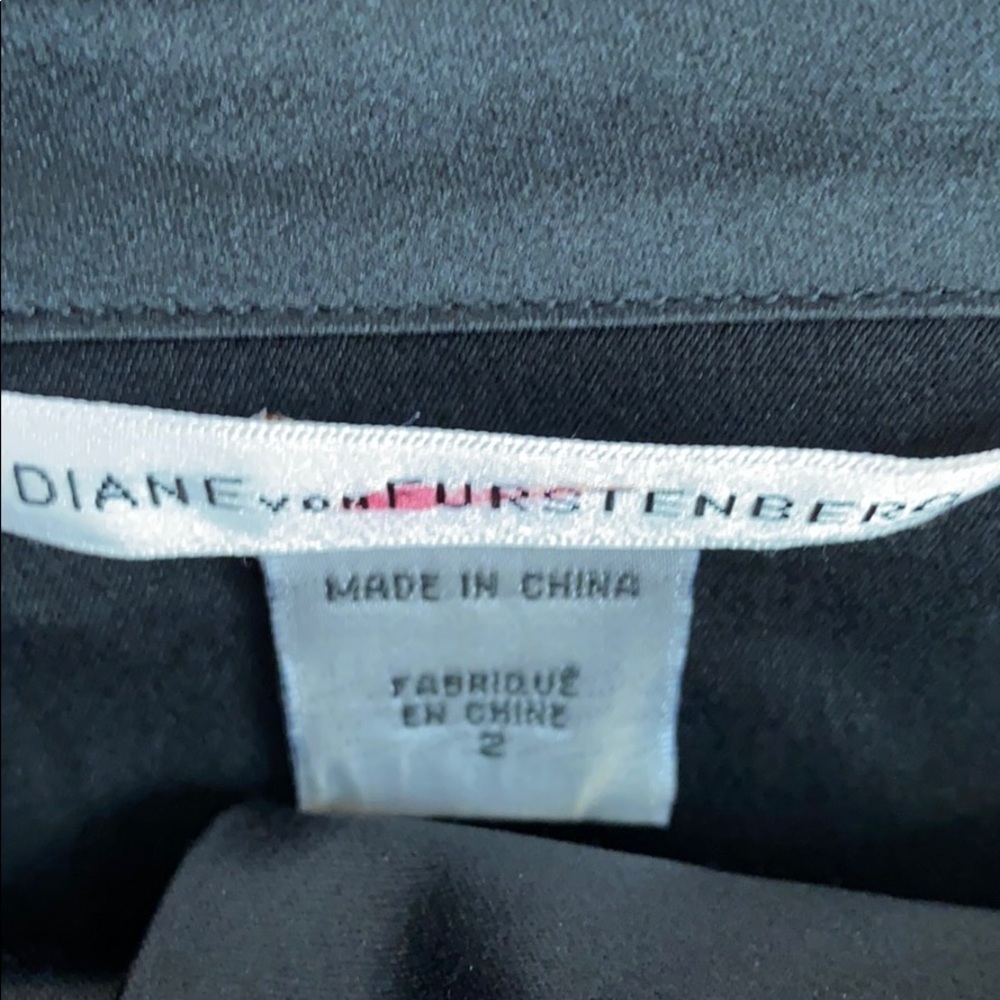 DIANE von FURSTENBERG
MADE IN CHINA
FABRIQUÉ
EN CHINE
2